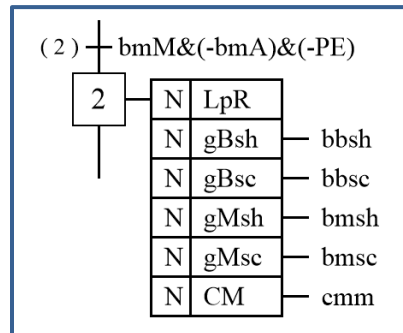 (2) bmM&(-bmA)&(-PE)
2 N LpR
N gBsh bbsh
N gBsc bbsc
N gMsh bmsh
N gMsc bmsc
N CM cmm